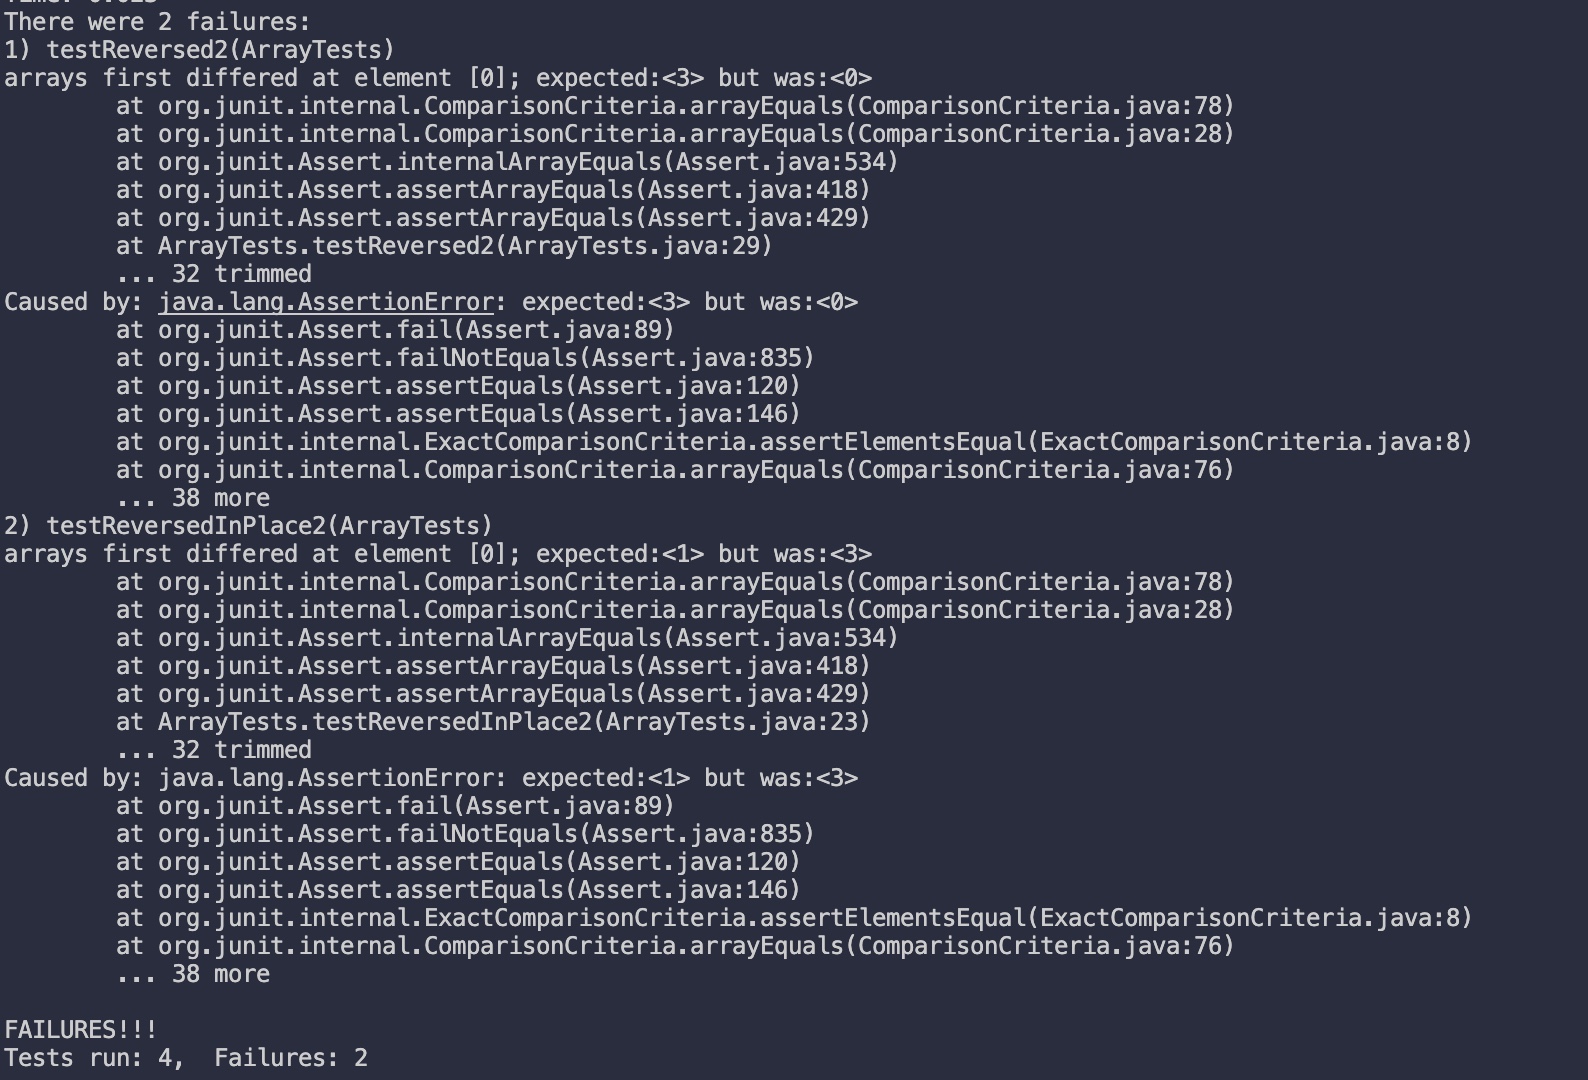 There were 2 failures:
1) testReversed2(ArrayTests)
arrays first differed at element [0]; expected:<3> but was:<0>
        at org.junit.internal.ComparisonCriteria.arrayEquals(ComparisonCriteria.java:78)
        at org.junit.internal.ComparisonCriteria.arrayEquals(ComparisonCriteria.java:28)
        at org.junit.Assert.internalArrayEquals(Assert.java:534)
        at org.junit.Assert.assertArrayEquals(Assert.java:418)
        at org.junit.Assert.assertArrayEquals(Assert.java:429)
        at ArrayTests.testReversed2(ArrayTests.java:29)
        ... 32 trimmed
Caused by: java.lang.AssertionError: expected:<3> but was:<0>
        at org.junit.Assert.fail(Assert.java:89)
        at org.junit.Assert.failNotEquals(Assert.java:835)
        at org.junit.Assert.assertEquals(Assert.java:120)
        at org.junit.Assert.assertEquals(Assert.java:146)
        at org.junit.internal.ExactComparisonCriteria.assertElementsEqual(ExactComparisonCriteria.java:8)
        at org.junit.internal.ComparisonCriteria.arrayEquals(ComparisonCriteria.java:76)
        ... 38 more
2) testReversedInPlace2(ArrayTests)
arrays first differed at element [0]; expected:<1> but was:<3>
        at org.junit.internal.ComparisonCriteria.arrayEquals(ComparisonCriteria.java:78)
        at org.junit.internal.ComparisonCriteria.arrayEquals(ComparisonCriteria.java:28)
        at org.junit.Assert.internalArrayEquals(Assert.java:534)
        at org.junit.Assert.assertArrayEquals(Assert.java:418)
        at org.junit.Assert.assertArrayEquals(Assert.java:429)
        at ArrayTests.testReversedInPlace2(ArrayTests.java:23)
        ... 32 trimmed
Caused by: java.lang.AssertionError: expected:<1> but was:<3>
        at org.junit.Assert.fail(Assert.java:89)
        at org.junit.Assert.failNotEquals(Assert.java:835)
        at org.junit.Assert.assertEquals(Assert.java:120)
        at org.junit.Assert.assertEquals(Assert.java:146)
        at org.junit.internal.ExactComparisonCriteria.assertElementsEqual(ExactComparisonCriteria.java:8)
        at org.junit.internal.ComparisonCriteria.arrayEquals(ComparisonCriteria.java:76)
        ... 38 more

FAILURES!!!
Tests run: 4,  Failures: 2